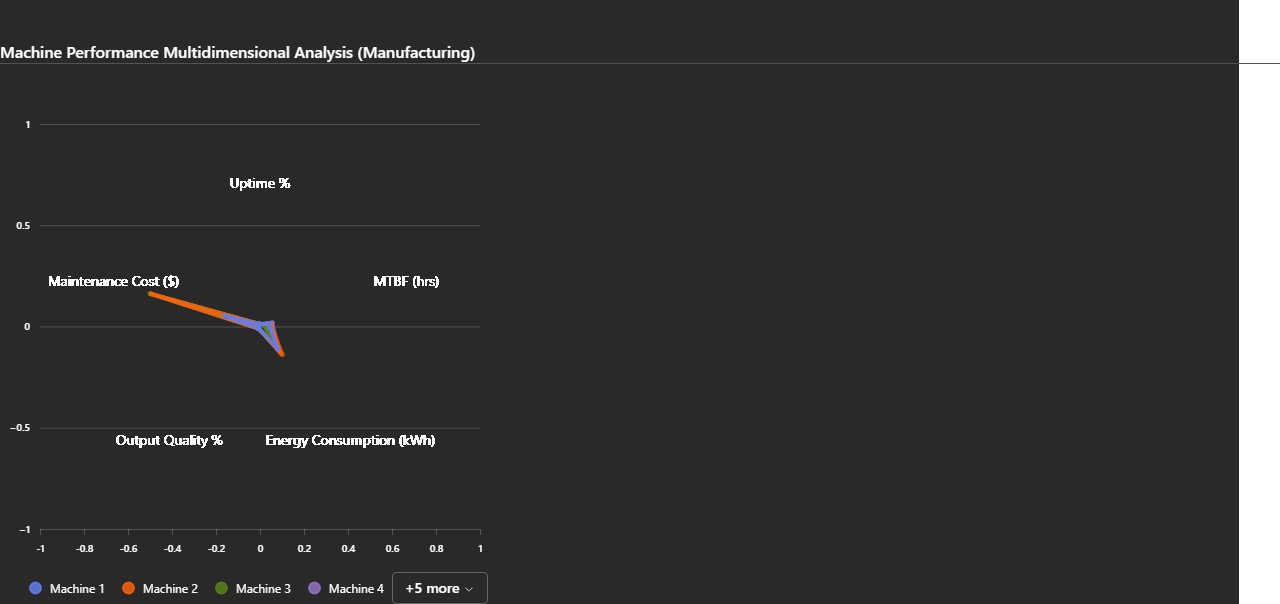 Machine Performance Multidimensional Analysis (Manufacturing)
1
Uptime %
0.5
Maintenance Cost ($) MTBF (hrs)
0
−0.5
Output Quality % Energy Consumption (kWh)
−1
-1 -0.8 -0.6 -0.4 -0.2 0 0.2 0.4 0.6 0.8 1
Machine 1 Machine 2 Machine 3 Machine 4 +5 more